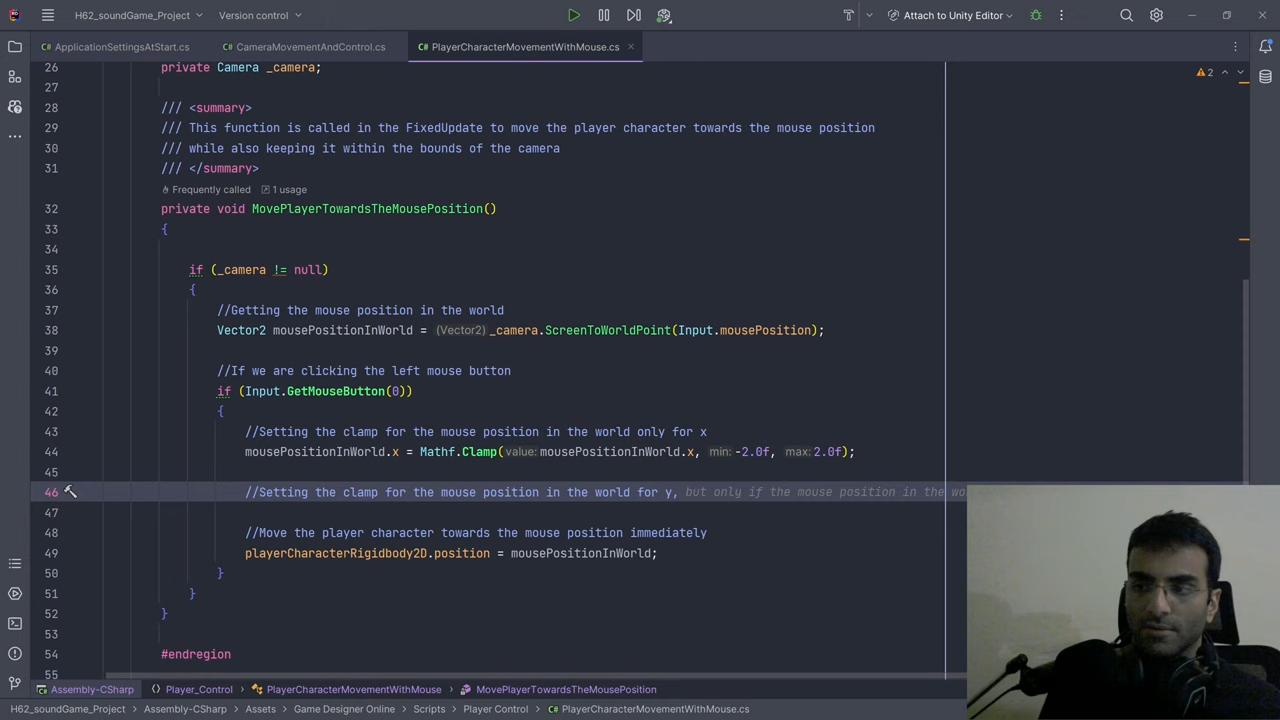 H62_soundGame_Project Version control Attach to Unity Editor
ApplicationSettingsAtStart.cs CameraMovementAndControl.cs PlayerCharacterMovementWithMouse.cs
26 private Camera _camera; 2
27
28 /// <summary>
29 /// This function is called in the FixedUpdate to move the player character towards the mouse position
30 /// while also keeping it within the bounds of the camera
31 /// </summary>
Frequently called 1 usage
32 private void MovePlayerTowardsTheMousePosition()
33 {
34
35 if (_camera != null)
36 {
37 //Getting the mouse position in the world
38 Vector2 mousePositionInWorld = (Vector2) _camera.ScreenToWorldPoint(Input.mousePosition);
39
40 //If we are clicking the left mouse button
41 if (Input.GetMouseButton(0))
42 {
43 //Setting the clamp for the mouse position in the world only for x
44 mousePositionInWorld.x = Mathf.Clamp( value: mousePositionInWorld.x, min: -2.0f, max: 2.0f);
45
46 //Setting the clamp for the mouse position in the world for y, but only if the mouse position in the
47
48 //Move the player character towards the mouse position immediately
49 playerCharacterRigidbody2D.position = mousePositionInWorld;
50 }
51 }
52 }
53
54 #endregion
55
Assembly-CSharp Player_Control PlayerCharacterMovementWithMouse MovePlayerTowardsTheMousePosition
H62_soundGame_Project Assembly-CSharp Assets Game Designer Online Scripts Player Control PlayerCharacterMovementWithMouse.cs